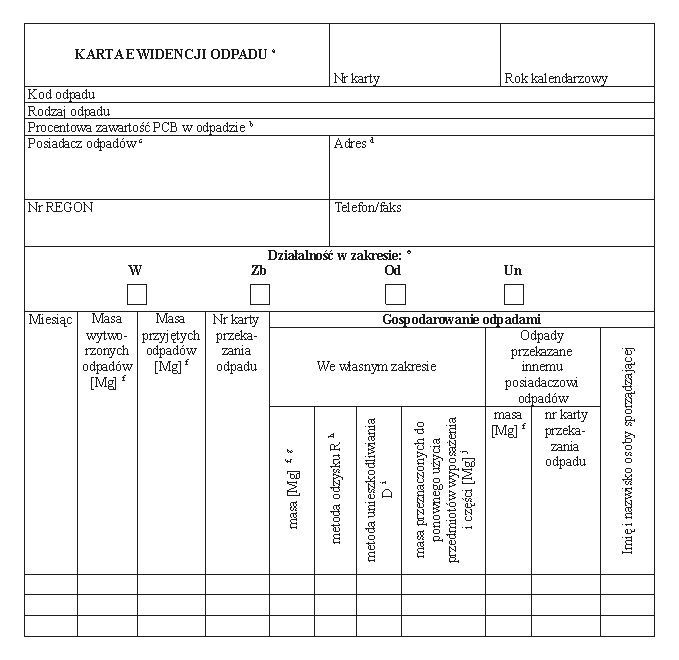 KARTA EWIDENCJI ODPADU ª
Nr karty
Rok kalendarzowy
Kod odpadu
Rodzaj odpadu
Procentowa zawartość PCB w odpadzie ᵇ
Posiadacz odpadów ᶜ
Adres ᵈ
Nr REGON
Telefon/faks
Działalność w zakresie: ᵉ
W Zb Od Un
Miesiąc
Masa
wytwo-
rzonych
odpadów
[Mg] ᶠ
Masa
przyjętych
odpadów
[Mg] ᶠ
Nr karty
przeka-
zania
odpadu
Gospodarowanie odpadami
We własnym zakresie
Odpady
przekazane
innemu
posiadaczowi
odpadów
masa [Mg] ᶠ, ᵍ
metoda odzysku R ʰ
metoda unieszkodliwiania
D ⁱ
masa przeznaczonych do
ponownego użycia
przedmiotów wyposażenia
i części [Mg] ʲ
masa
[Mg] ᶠ
nr karty
przeka-
zania
odpadu
Imię i nazwisko osoby sporządzającej